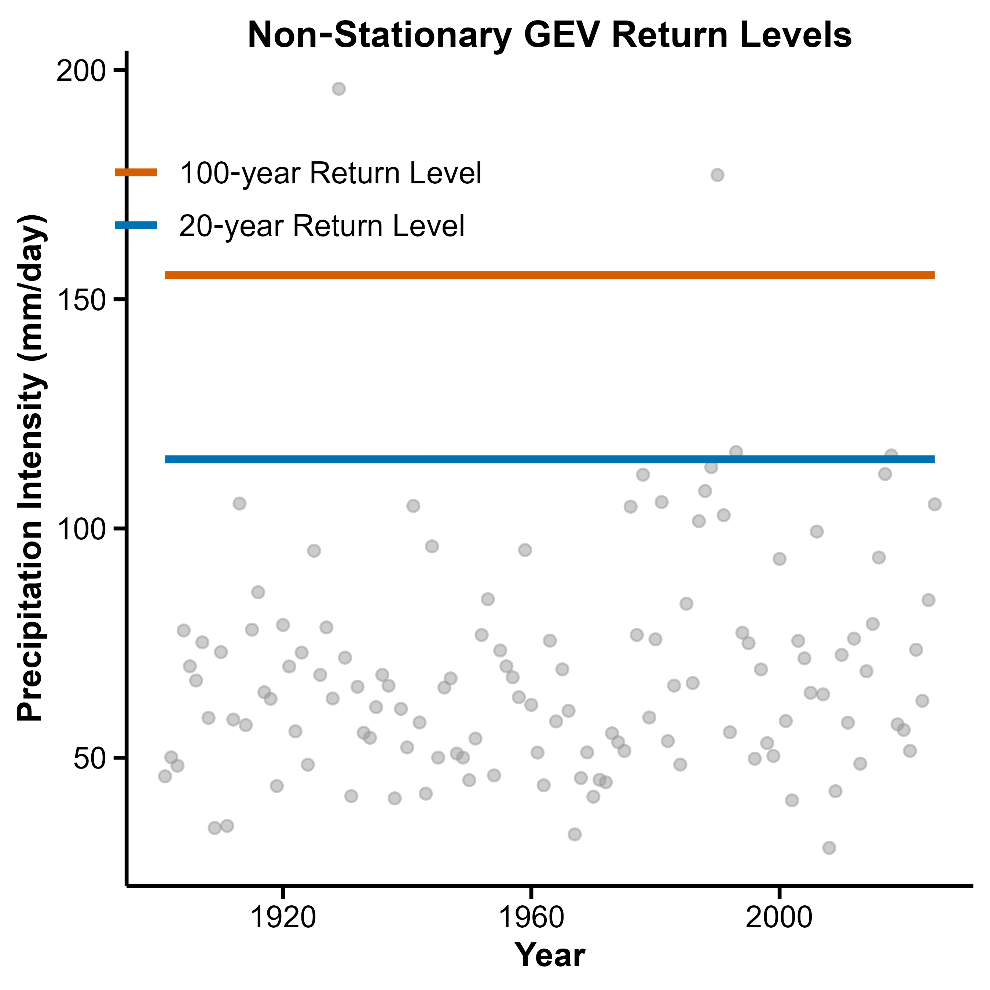 Non-Stationary GEV Return Levels
200
100-year Return Level
20-year Return Level
150
100
50
Precipitation Intensity (mm/day)
1920 1960 2000
Year